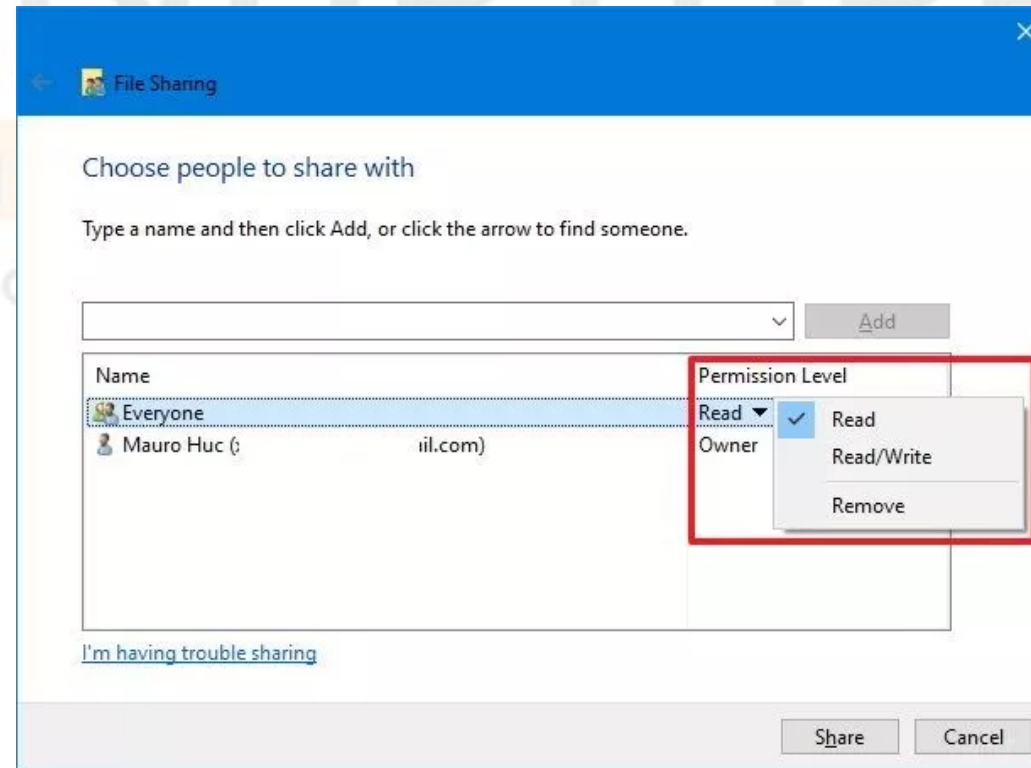 File Sharing
Choose people to share with
Type a name and then click Add, or click the arrow to find someone.
Add
Name Permission Level
Everyone Read
Read
Mauro Huc ( il.com) Owner
Read/Write
Remove
I'm having trouble sharing
Share Cancel